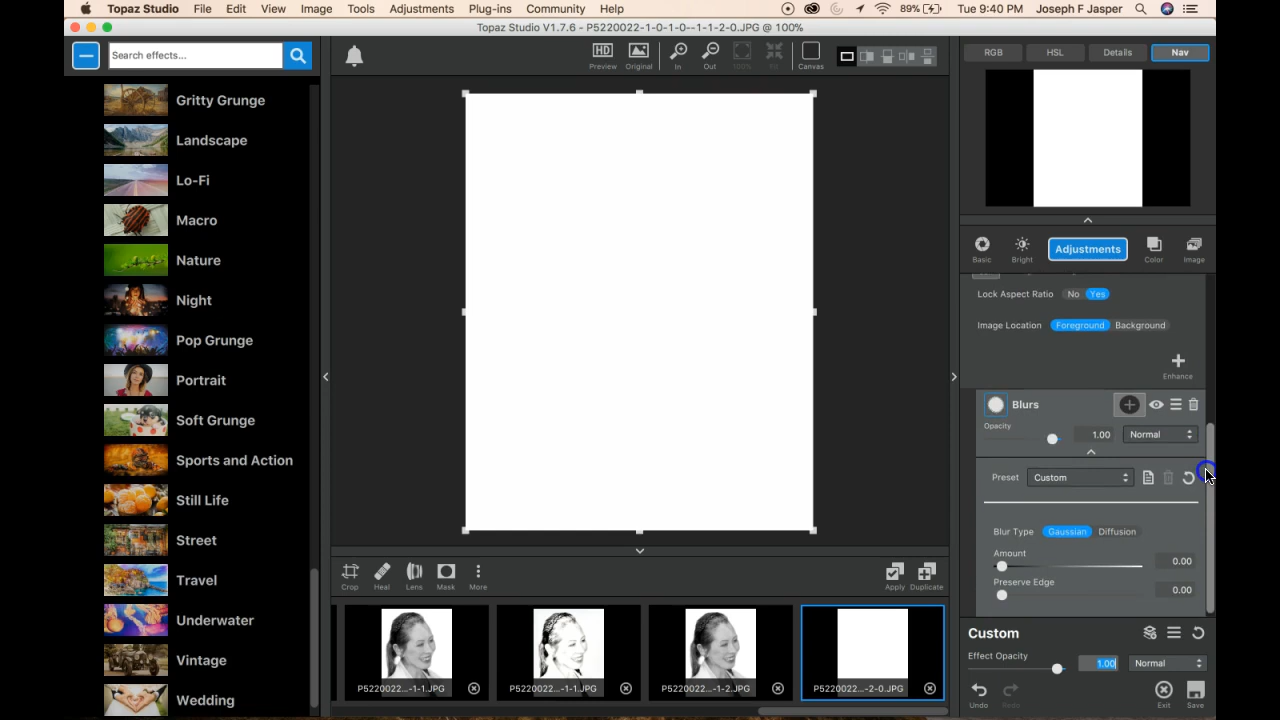 Topaz Studio File Edit View Image Tools Adjustments Plug-ins Community Help 89% Tue 9:40 PM Joseph F Jasper
Topaz Studio V1.7.6 - P5220022-1-0-1-0--1-1-2-0.JPG @ 100%
Search effects...
HD Preview Original In Out 100% Fit Canvas
RGB HSL Details Nav
Gritty Grunge
Landscape
Lo-Fi
Macro
Nature
Night
Pop Grunge
Portrait
Soft Grunge
Sports and Action
Still Life
Street
Travel
Underwater
Vintage
Wedding
Basic Bright Adjustments Color Image
Lock Aspect Ratio No Yes
Image Location Foreground Background
Enhance
Blurs
Opacity 1.00 Normal
Preset Custom
Blur Type Gaussian Diffusion
Amount 0.00
Preserve Edge 0.00
Crop Heal Lens Mask More Apply Duplicate
P5220022...-1-1.JPG P5220022...-1-1.JPG P5220022...-1-2.JPG P5220022...-2-0.JPG
Custom
Effect Opacity 1.00 Normal
Undo Redo Exit Save